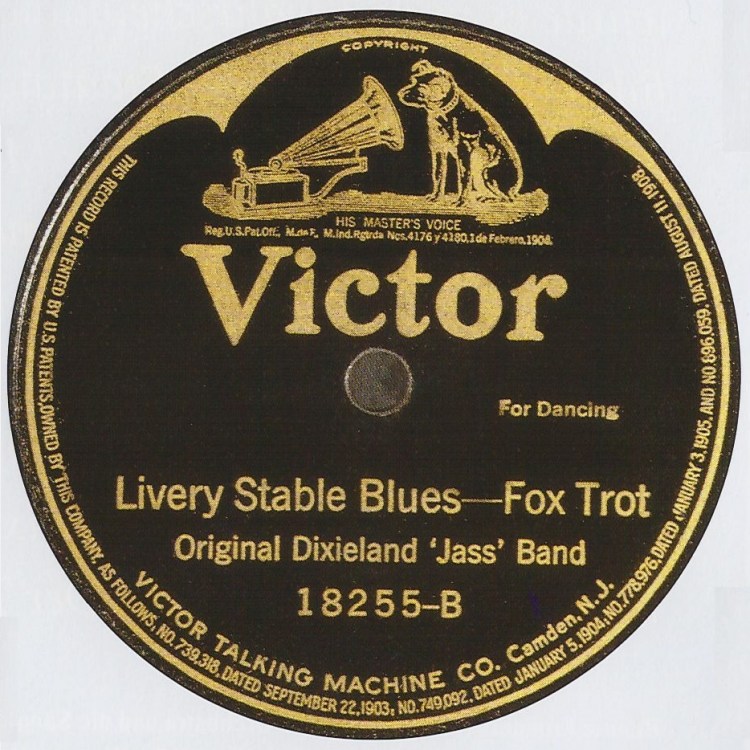 COPYRIGHT
HIS MASTER'S VOICE
Reg.U.S.Pat.Off., M.de F. M.Ind.Rgtrda Nos.4176 y 4180,1 de Febrero,1908.
Victor
For Dancing
Livery Stable Blues—Fox Trot
Original Dixieland 'Jass' Band
18255-B
VICTOR TALKING MACHINE CO. Camden, N.J.
THIS RECORD IS PATENTED BY U.S. PATENTS, OWNED BY THIS COMPANY, AS FOLLOWS, NO.739,318, DATED SEPTEMBER 22,1903; NO.749,092, DATED JANUARY 5,1904, NO.778,976, DATED JANUARY 3,1905, AND NO.896,059, DATED AUGUST 11,1908.